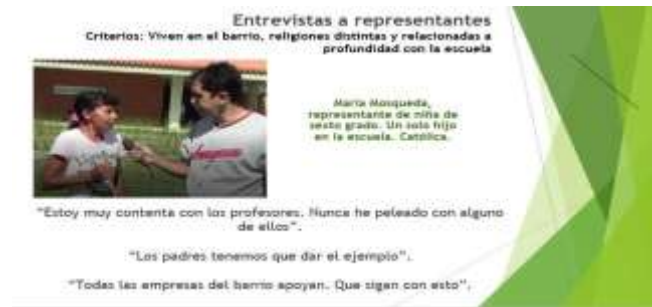 Entrevistas a representantes
Criterios: Viven en el barrio, religiones distintas y relacionadas a
profundidad con la escuela
María Mosqueda,
representante de niña de
sexto grado. Un solo hijo
en la escuela. Católica.
"Estoy muy contenta con los profesores. Nunca he peleado con alguno
de ellos".
"Los padres tenemos que dar el ejemplo".
"Todas las empresas del barrio apoyan. Que sigan con esto".